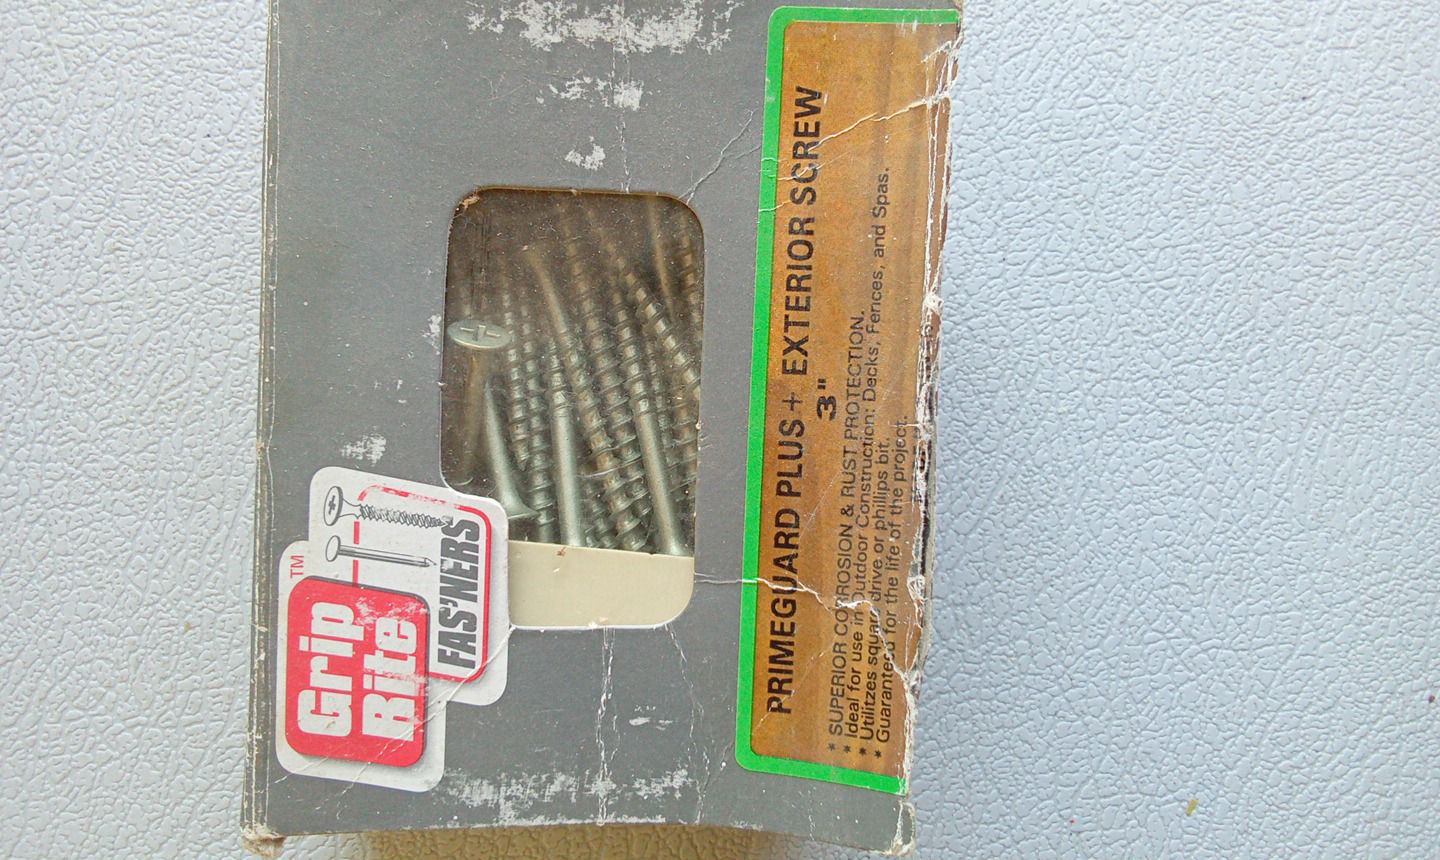 Grip
Rite
TM
FAS'NERS
PRIMEGUARD PLUS+ EXTERIOR SCREW
3"
* SUPERIOR CORROSION & RUST PROTECTION.
* Ideal for use in Outdoor Construction: Decks, Fences, and Spas.
* Utilitzes square drive or phillips bit.
* Guaranteed for the life of the project.